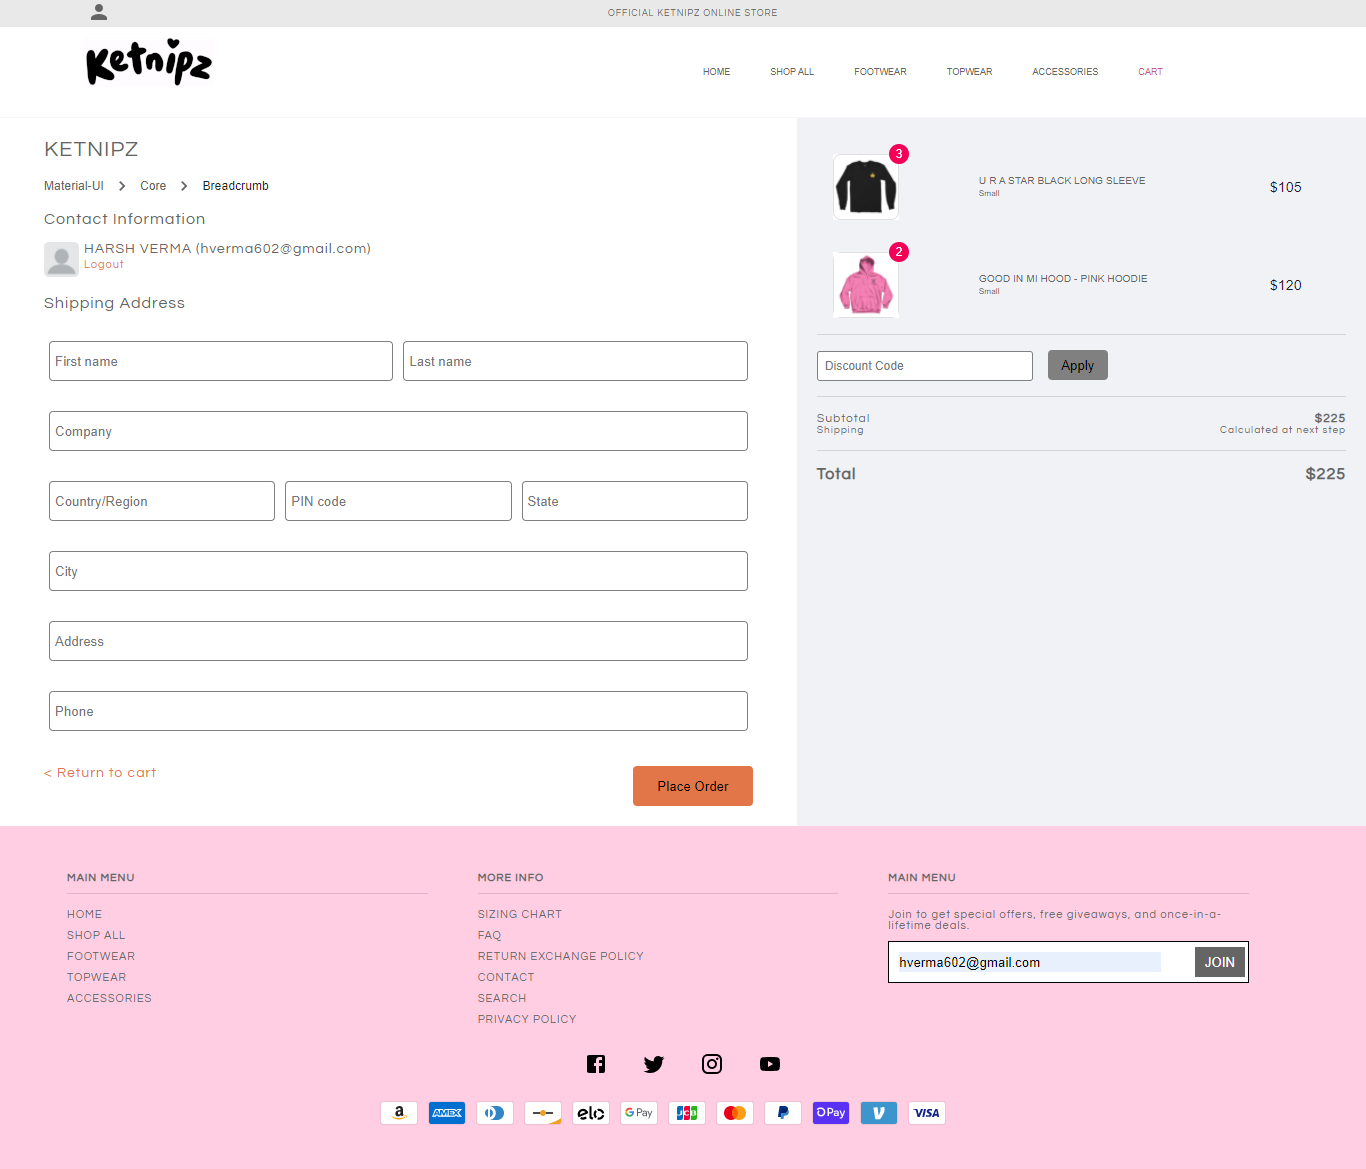 OFFICIAL KETNIPZ ONLINE STORE
Ketnipz
HOME
SHOP ALL
FOOTWEAR
TOPWEAR
ACCESSORIES
CART
KETNIPZ
Material-UI > Core > Breadcrumb
Contact Information
HARSH VERMA (hverma602@gmail.com)
Logout
Shipping Address
First name
Last name
Company
Country/Region
PIN code
State
City
Address
Phone
< Return to cart
Place Order
3
U R A STAR BLACK LONG SLEEVE
Small
$105
2
GOOD IN MI HOOD - PINK HOODIE
Small
$120
Discount Code
Apply
Subtotal
$225
Shipping
Calculated at next step
Total
$225
MAIN MENU
HOME
SHOP ALL
FOOTWEAR
TOPWEAR
ACCESSORIES
MORE INFO
SIZING CHART
FAQ
RETURN EXCHANGE POLICY
CONTACT
SEARCH
PRIVACY POLICY
MAIN MENU
Join to get special offers, free giveaways, and once-in-a-
lifetime deals.
hverma602@gmail.com
JOIN
a
AMEX
elo
G Pay
JCB
Pay
V
VISA